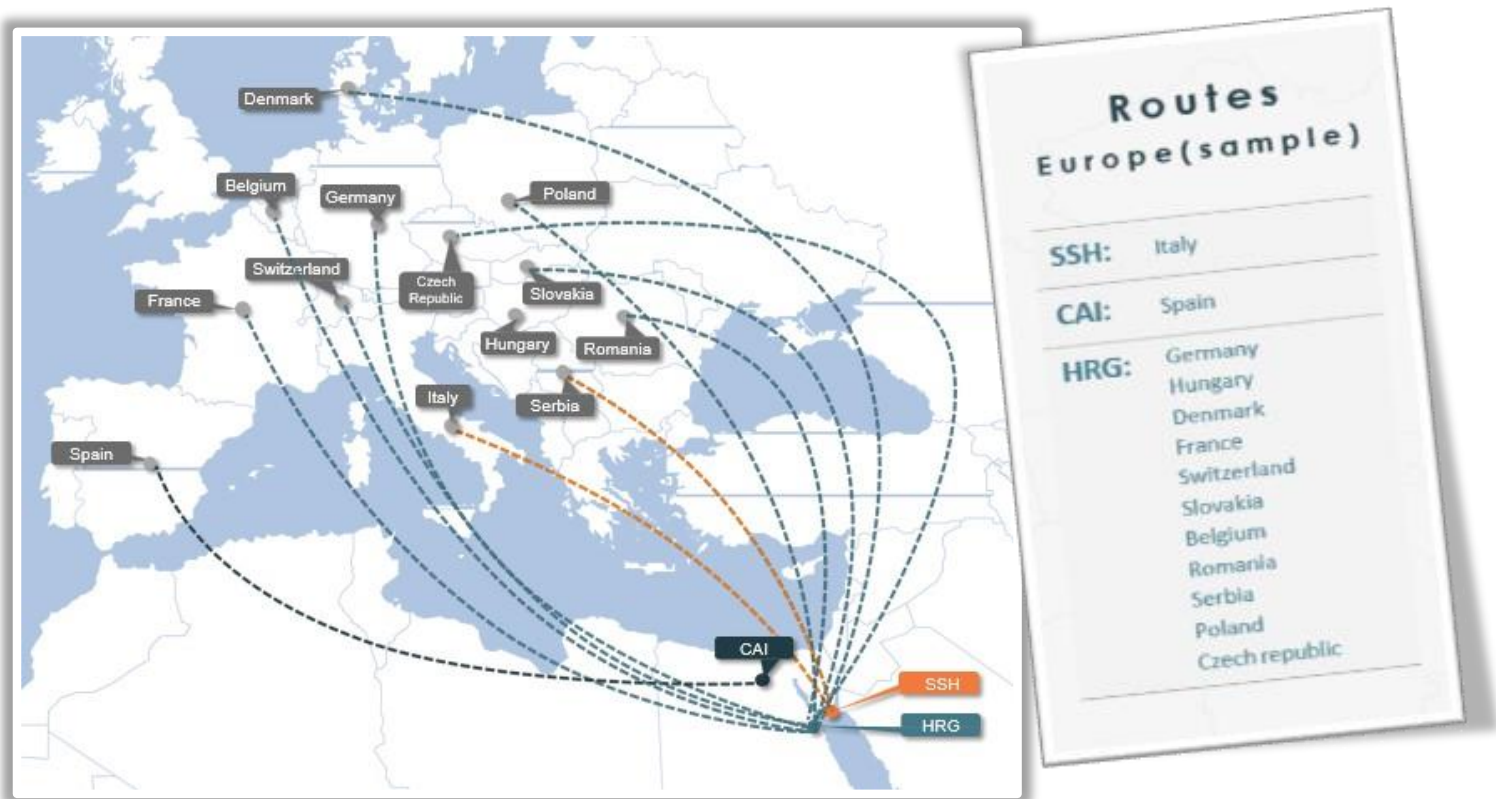 Denmark
Belgium
Germany
Poland
Switzerland
Czech
Republic
Slovakia
France
Hungary
Romania
Italy
Serbia
Spain
CAI
SSH
HRG
Routes
Europe(sample)
SSH: Italy
CAI: Spain
HRG: Germany
Hungary
Denmark
France
Switzerland
Slovakia
Belgium
Romania
Serbia
Poland
Czech republic